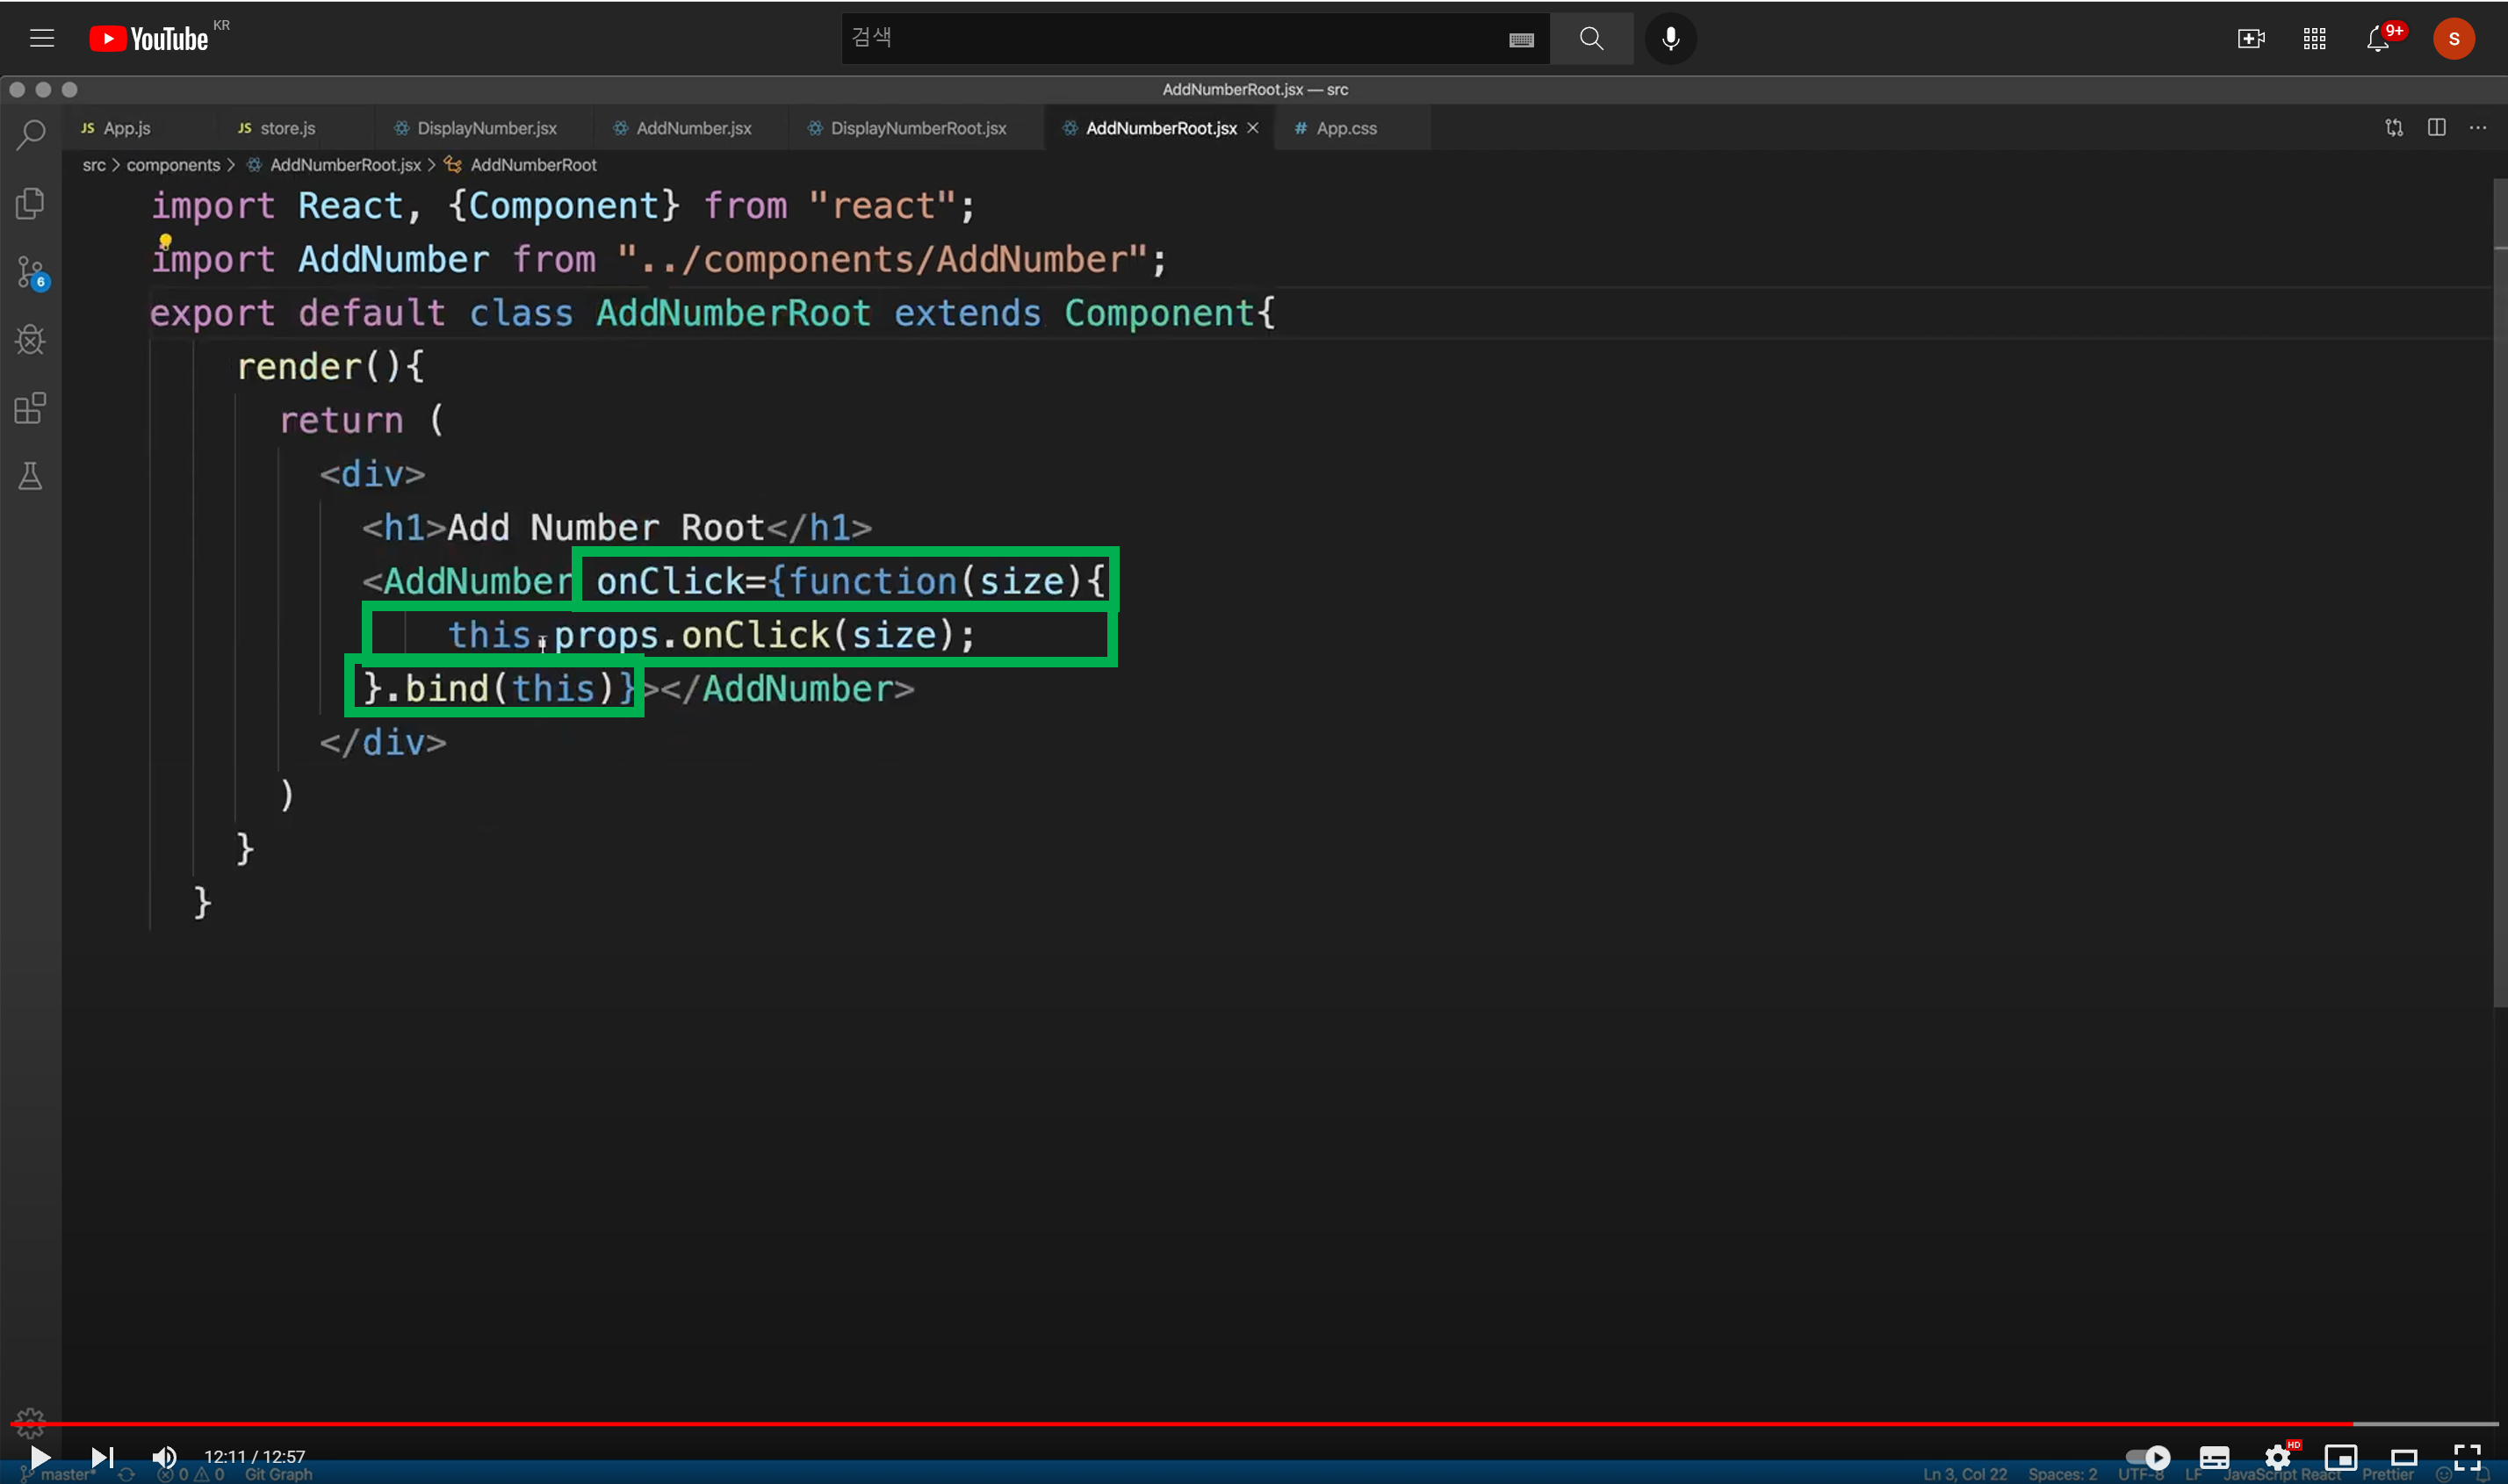 YouTube KR
검색
9+
S
AddNumberRoot.jsx — src
JS App.js JS store.js DisplayNumber.jsx AddNumber.jsx DisplayNumberRoot.jsx AddNumberRoot.jsx # App.css
src > components > AddNumberRoot.jsx > AddNumberRoot
6
import React, {Component} from "react";
import AddNumber from "../components/AddNumber";
export default class AddNumberRoot extends Component{
render(){
return (
<div>
<h1>Add Number Root</h1>
<AddNumber onClick={function(size){
this.props.onClick(size);
}.bind(this)}></AddNumber>
</div>
)
}
}
12:11 / 12:57
HD
master* 0 0 Git Graph
Ln 3, Col 22 Spaces: 2 UTF-8 LF JavaScript React Prettier